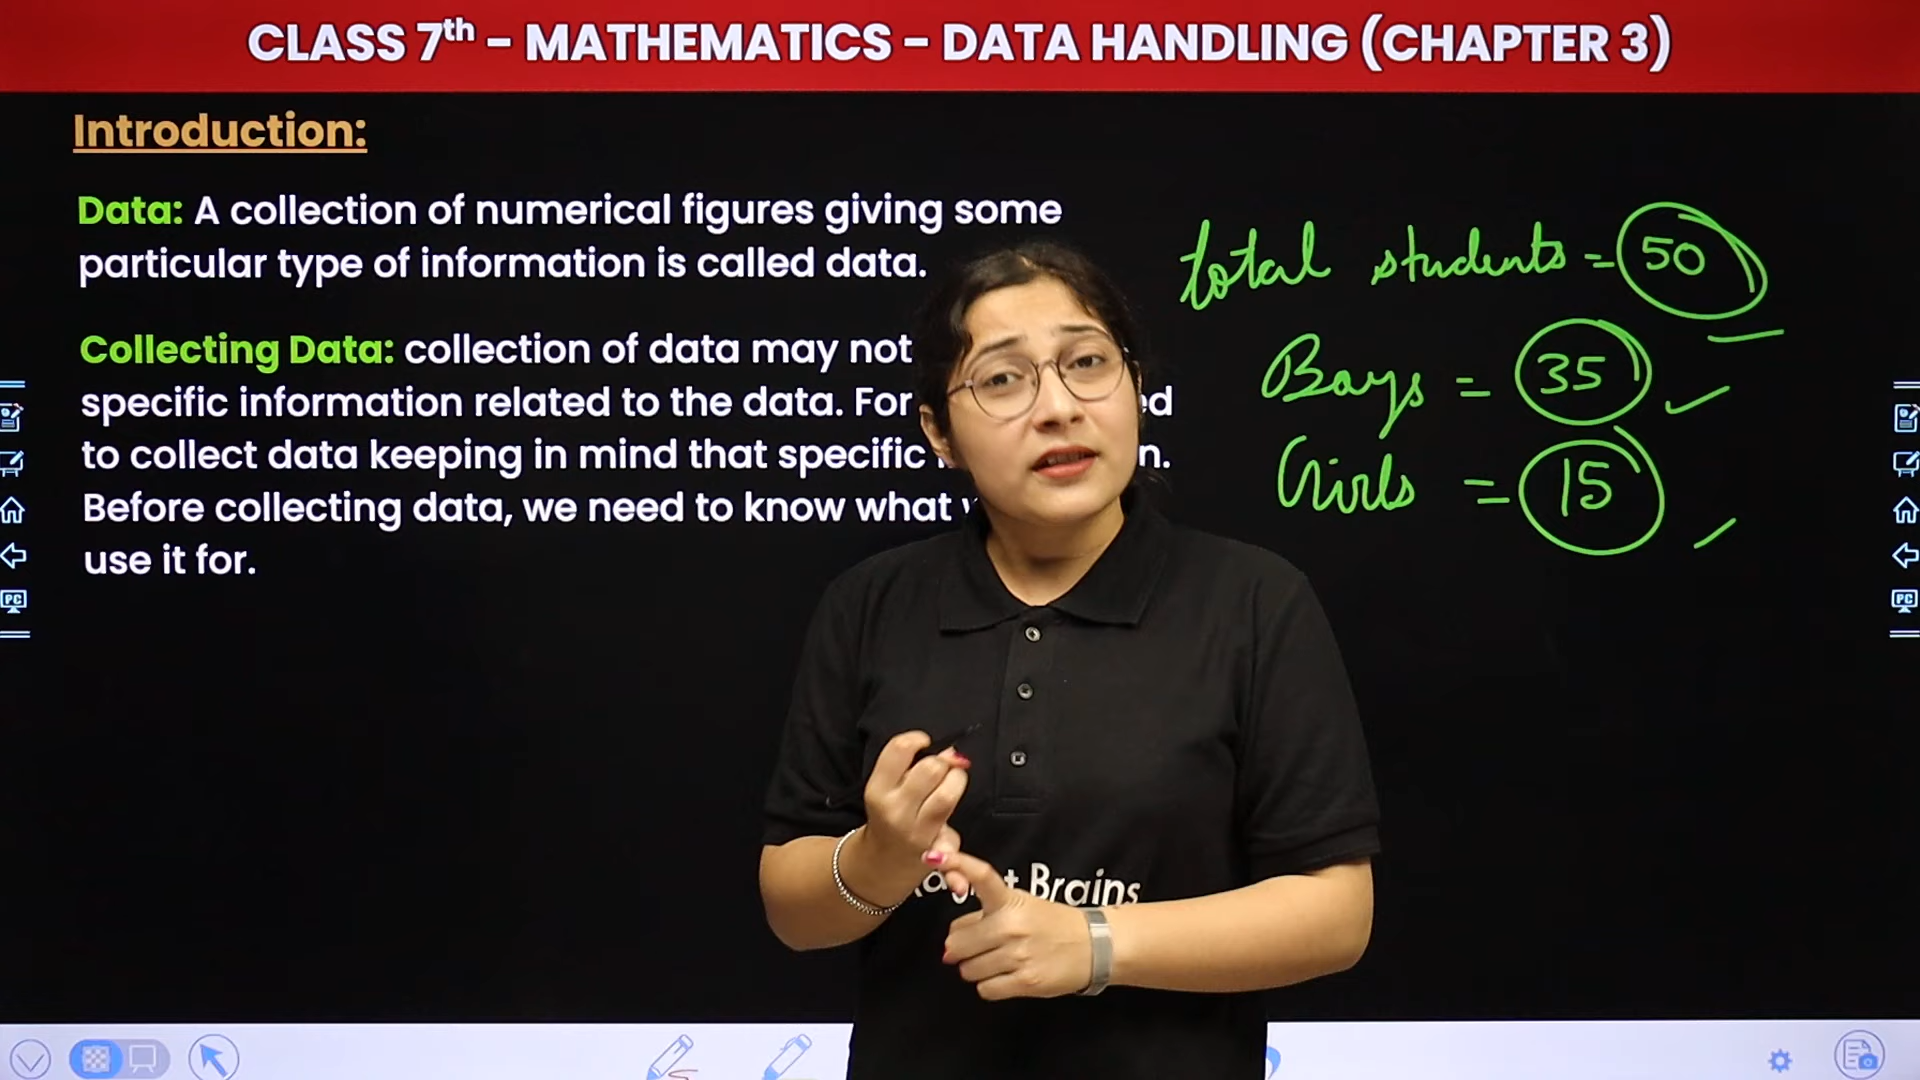 CLASS 7th - MATHEMATICS - DATA HANDLING (CHAPTER 3)
Introduction:
Data: A collection of numerical figures giving some
particular type of information is called data.
Collecting Data: collection of data may not
specific information related to the data. For
to collect data keeping in mind that specific
Before collecting data, we need to know what
use it for.
total students = 50
Boys = 35
Girls = 15
Brains
PC
PC